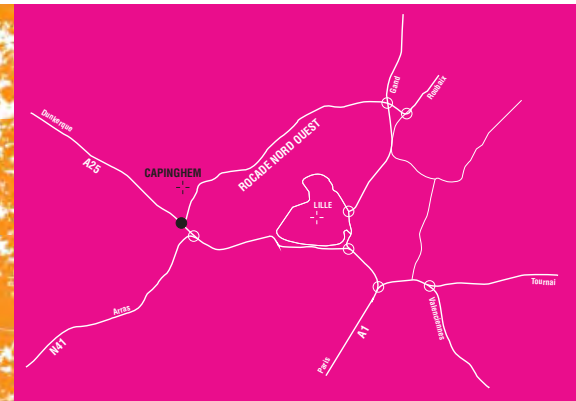 Gand
Roubaix
Dunkerque
A25
CAPINGHEM
ROCADE NORD OUEST
LILLE
Tournai
Arras
N41
Valenciennes
A1
Paris